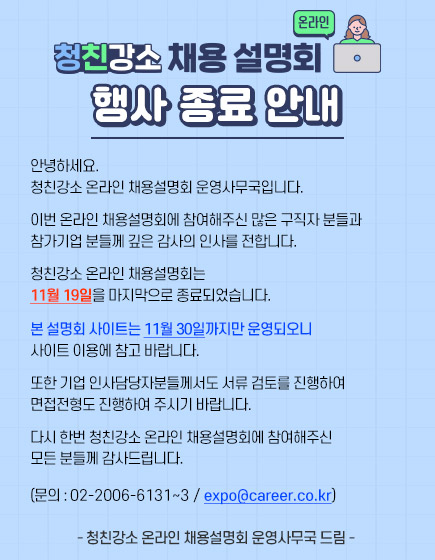 온라인
청친강소 채용 설명회
행사 종료 안내
안녕하세요.
청친강소 온라인 채용설명회 운영사무국입니다.
이번 온라인 채용설명회에 참여해주신 많은 구직자 분들과
참가기업 분들께 깊은 감사의 인사를 전합니다.
청친강소 온라인 채용설명회는
11월 19일을 마지막으로 종료되었습니다.
본 설명회 사이트는 11월 30일까지만 운영되오니
사이트 이용에 참고 바랍니다.
또한 기업 인사담당자분들께서도 서류 검토를 진행하여
면접전형도 진행하여 주시기 바랍니다.
다시 한번 청친강소 온라인 채용설명회에 참여해주신
모든 분들께 감사드립니다.
(문의 : 02-2006-6131~3 / expo@career.co.kr)
- 청친강소 온라인 채용설명회 운영사무국 드림 -